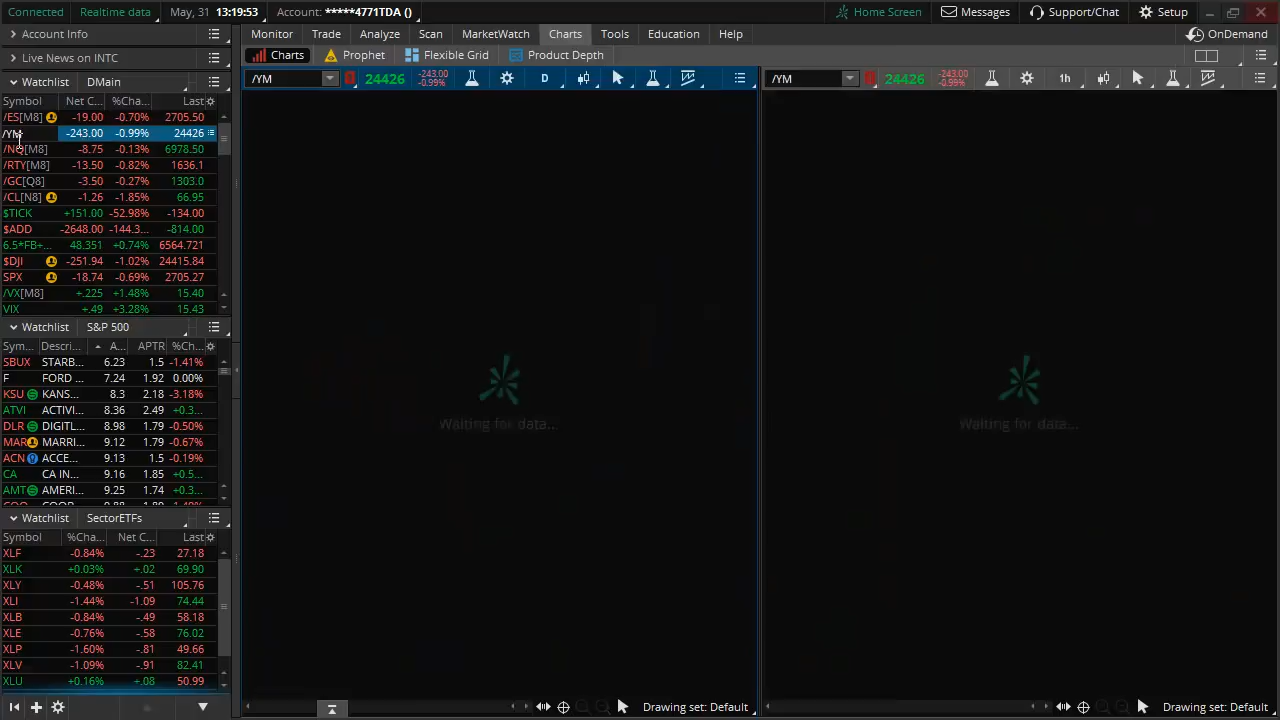 Connected Realtime data May, 31 13:19:53 Account: *****4771TDA () Home Screen Messages Support/Chat Setup
Account Info
Monitor Trade Analyze Scan MarketWatch Charts Tools Education Help OnDemand
Live News on INTC
Charts Prophet Flexible Grid Product Depth
Watchlist DMain
/YM 24426 -243.00 -0.99% D
/YM 24426 -243.00 -0.99% 1h
Symbol Net C... %Cha... Last
/ES[M8] -19.00 -0.70% 2705.50
/YM -243.00 -0.99% 24426
/NQ[M8] -8.75 -0.13% 6978.50
/RTY[M8] -13.50 -0.82% 1636.1
/GC[Q8] -3.50 -0.27% 1303.0
/CL[N8] -1.26 -1.85% 66.95
$TICK +151.00 -52.98% -134.00
$ADD -2648.00 -144.3... -814.00
6.5*FB+... 48.351 +0.74% 6564.721
$DJI -251.94 -1.02% 24415.84
SPX -18.74 -0.69% 2705.27
/VX[M8] +.225 +1.48% 15.40
VIX +.49 +3.28% 15.43
Watchlist S&P 500
Sym... Descri... A... APTR %Ch...
SBUX STARB... 6.23 1.5 -1.41%
F FORD ... 7.24 1.92 0.00%
KSU KANS... 8.3 2.18 -3.18%
ATVI ACTIVI... 8.36 2.49 +0.3...
DLR DIGITL... 8.98 1.79 -0.50%
MAR MARRI... 9.12 1.79 -0.67%
ACN ACCE... 9.13 1.5 -0.19%
CA CA IN... 9.16 1.85 +0.5...
AMT AMERI... 9.25 1.74 +0.3...
Waiting for data...
Waiting for data...
Watchlist SectorETFs
Symbol %Cha... Net C... Last
XLF -0.84% -.23 27.18
XLK +0.03% +.02 69.90
XLY -0.48% -.51 105.76
XLI -1.44% -1.09 74.44
XLB -0.84% -.49 58.18
XLE -0.76% -.58 76.02
XLP -1.60% -.81 49.66
XLV -1.09% -.91 82.41
XLU +0.16% +.08 50.99
Drawing set: Default
Drawing set: Default